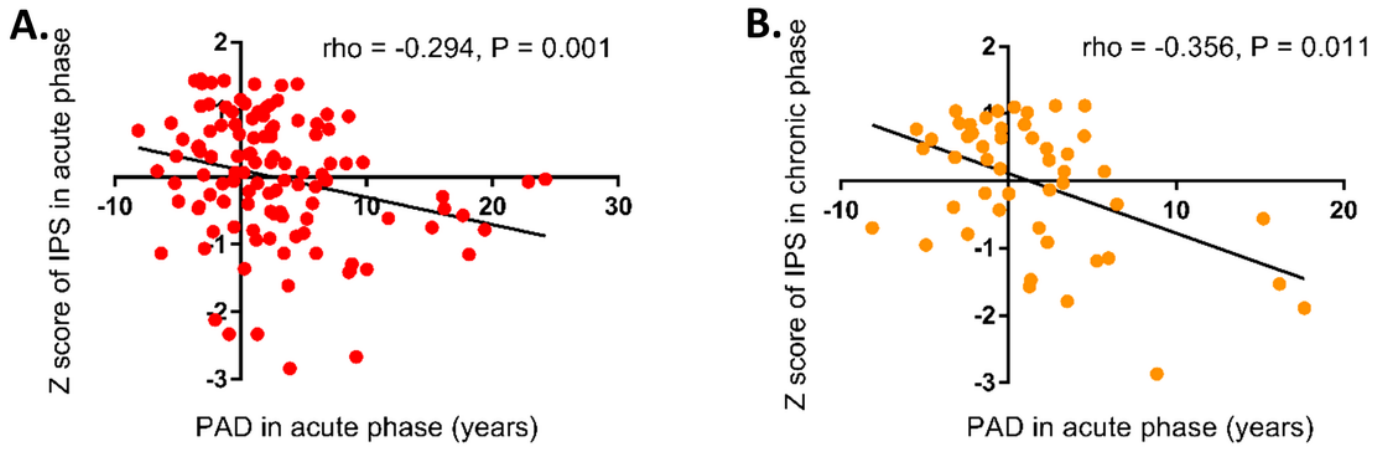 A.
rho = -0.294, P = 0.001
Z score of IPS in acute phase
2
1
-1
-2
-3
-10
10
20
30
PAD in acute phase (years)
B.
rho = -0.356, P = 0.011
Z score of IPS in chronic phase
2
1
-1
-2
-3
-10
10
20
PAD in acute phase (years)